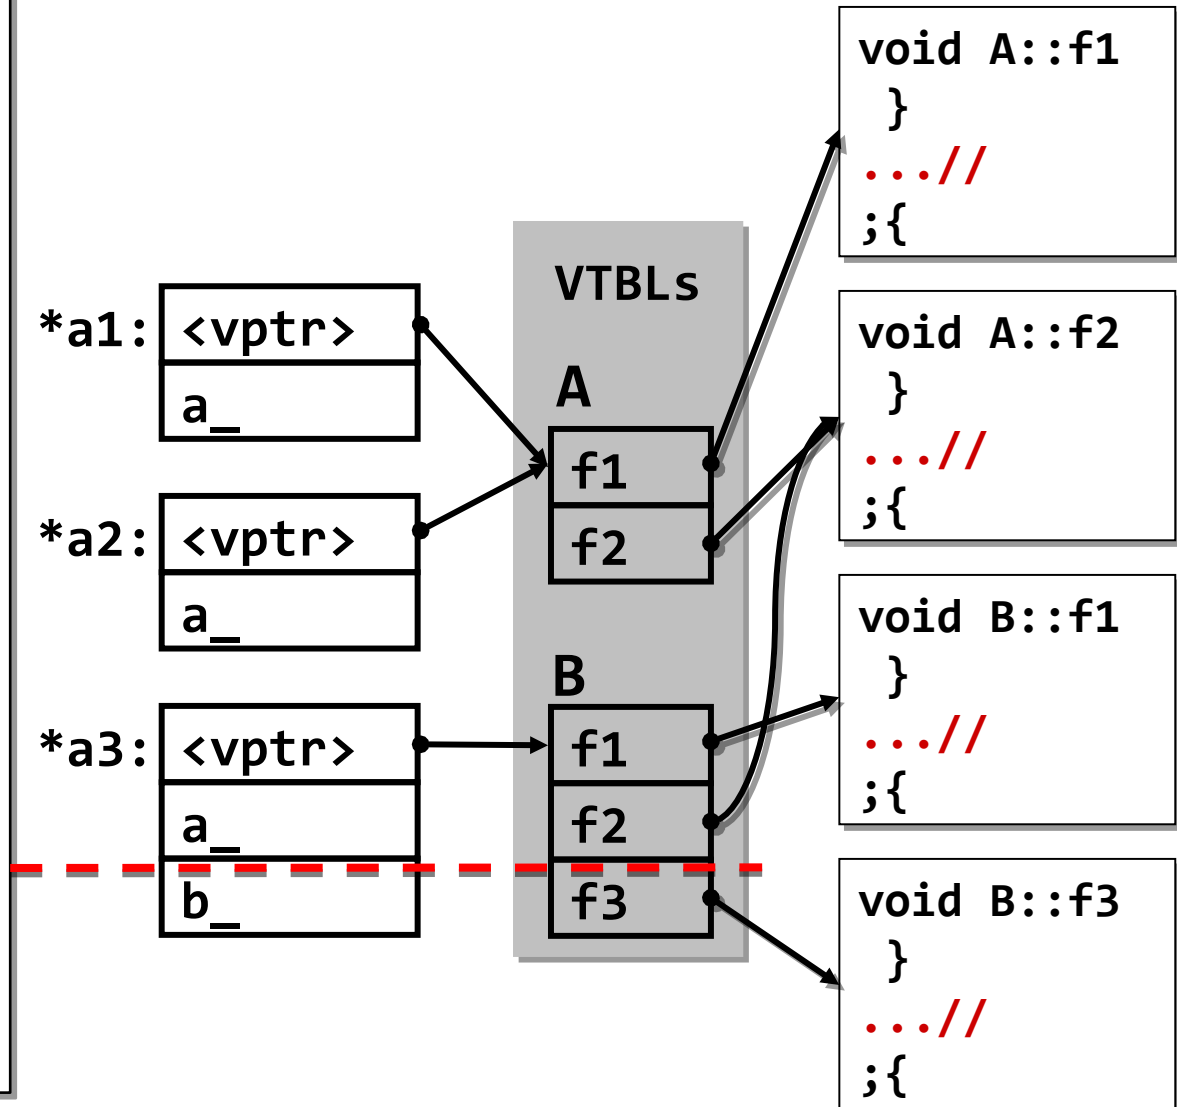 *a1:
<vptr>
a_
*a2:
<vptr>
a_
*a3:
<vptr>
a_
b_
VTBLs
A
f1
f2
B
f1
f2
f3
void A::f1
}
...//
;{
void A::f2
}
...//
;{
void B::f1
}
...//
;{
void B::f3
}
...//
;{